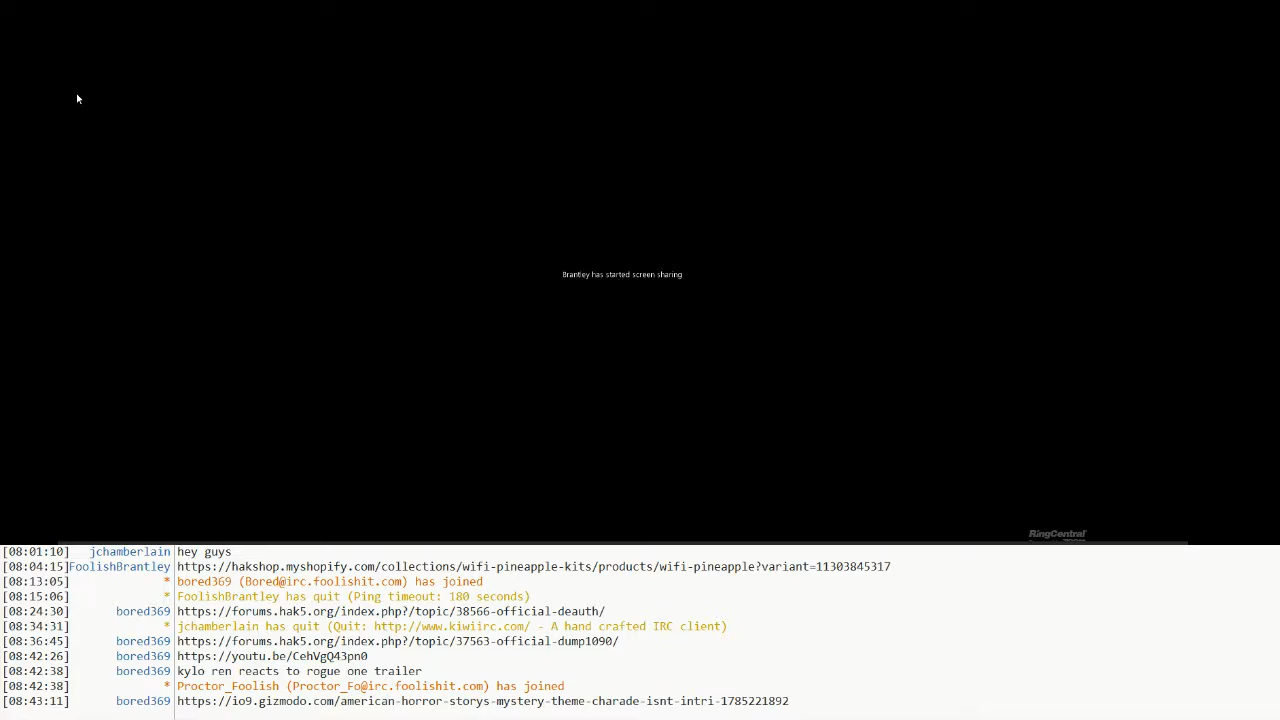 Brantley has started screen sharing
RingCentral
[08:01:10] jchamberlain hey guys
[08:04:15]FoolishBrantley https://hakshop.myshopify.com/collections/wifi-pineapple-kits/products/wifi-pineapple?variant=11303845317
[08:13:05] * bored369 (Bored@irc.foolishit.com) has joined
[08:15:06] * FoolishBrantley has quit (Ping timeout: 180 seconds)
[08:24:30] bored369 https://forums.hak5.org/index.php?/topic/38566-official-deauth/
[08:34:31] * jchamberlain has quit (Quit: http://www.kiwiirc.com/ - A hand crafted IRC client)
[08:36:45] bored369 https://forums.hak5.org/index.php?/topic/37563-official-dump1090/
[08:42:26] bored369 https://youtu.be/CehVgQ43pn0
[08:42:38] bored369 kylo ren reacts to rogue one trailer
[08:42:38] * Proctor_Foolish (Proctor_Fo@irc.foolishit.com) has joined
[08:43:11] bored369 https://io9.gizmodo.com/american-horror-storys-mystery-theme-charade-isnt-intri-1785221892